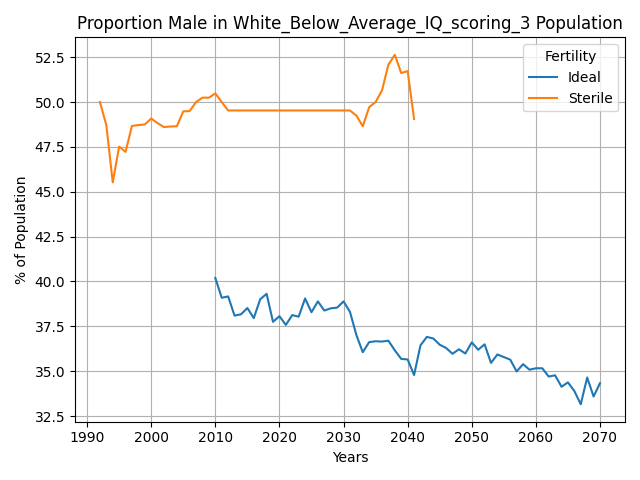 Proportion Male in White_Below_Average_IQ_scoring_3 Population
Fertility
Ideal
Sterile
% of Population
52.5
50.0
47.5
45.0
42.5
40.0
37.5
35.0
32.5
1990 2000 2010 2020 2030 2040 2050 2060 2070
Years